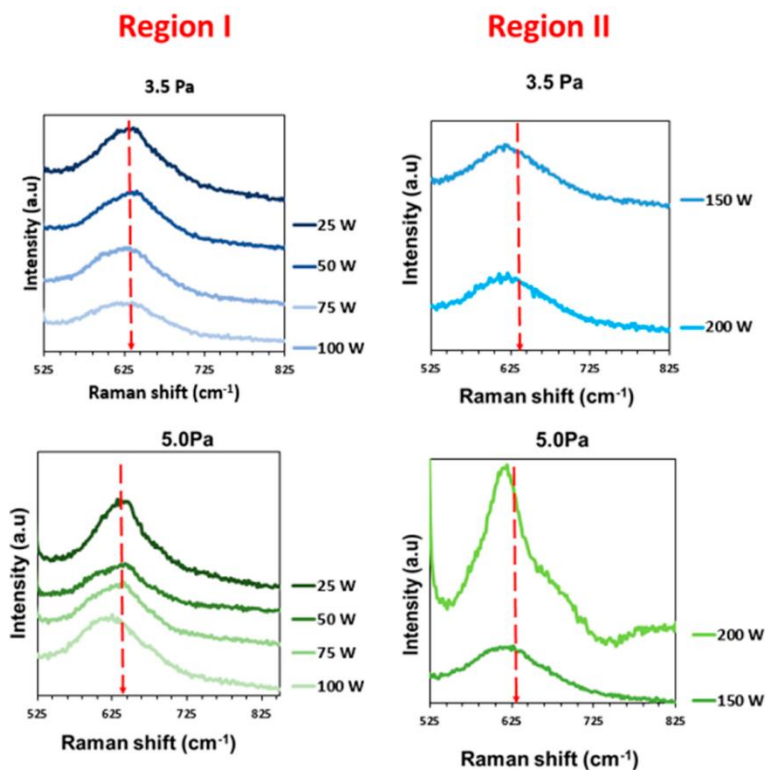 Region I
Region II
3.5 Pa
Intensity (a.u)
25 W
50 W
75 W
100 W
525 625 725 825
Raman shift (cm⁻¹)
3.5 Pa
Intensity (a.u)
150 W
200 W
525 625 725 825
Raman shift (cm⁻¹)
5.0Pa
Intensity (a.u)
25 W
50 W
75 W
100 W
525 625 725 825
Raman shift (cm⁻¹)
5.0Pa
Intensity (a.u)
200 W
150 W
525 625 725 825
Raman shift (cm⁻¹)